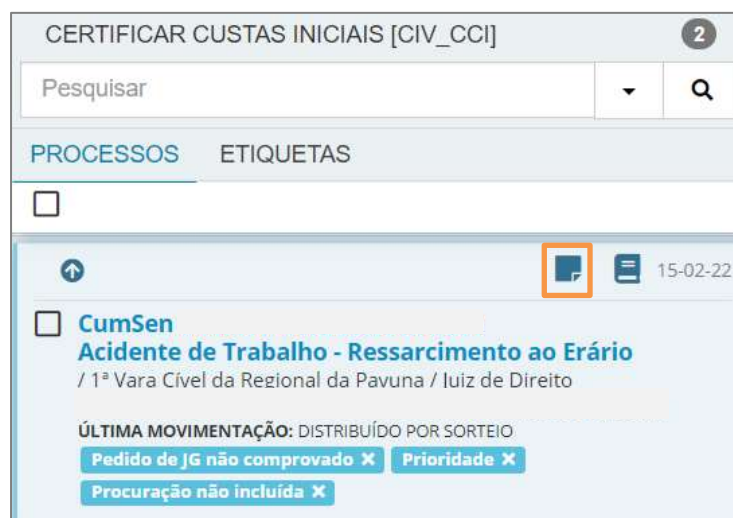 CERTIFICAR CUSTAS INICIAIS [CIV_CCI] 2
Pesquisar
PROCESSOS ETIQUETAS
15-02-22
CumSen
Acidente de Trabalho - Ressarcimento ao Erário
/ 1ª Vara Cível da Regional da Pavuna / Juiz de Direito
ÚLTIMA MOVIMENTAÇÃO: DISTRIBUÍDO POR SORTEIO
Pedido de JG não comprovado × Prioridade ×
Procuração não incluída ×